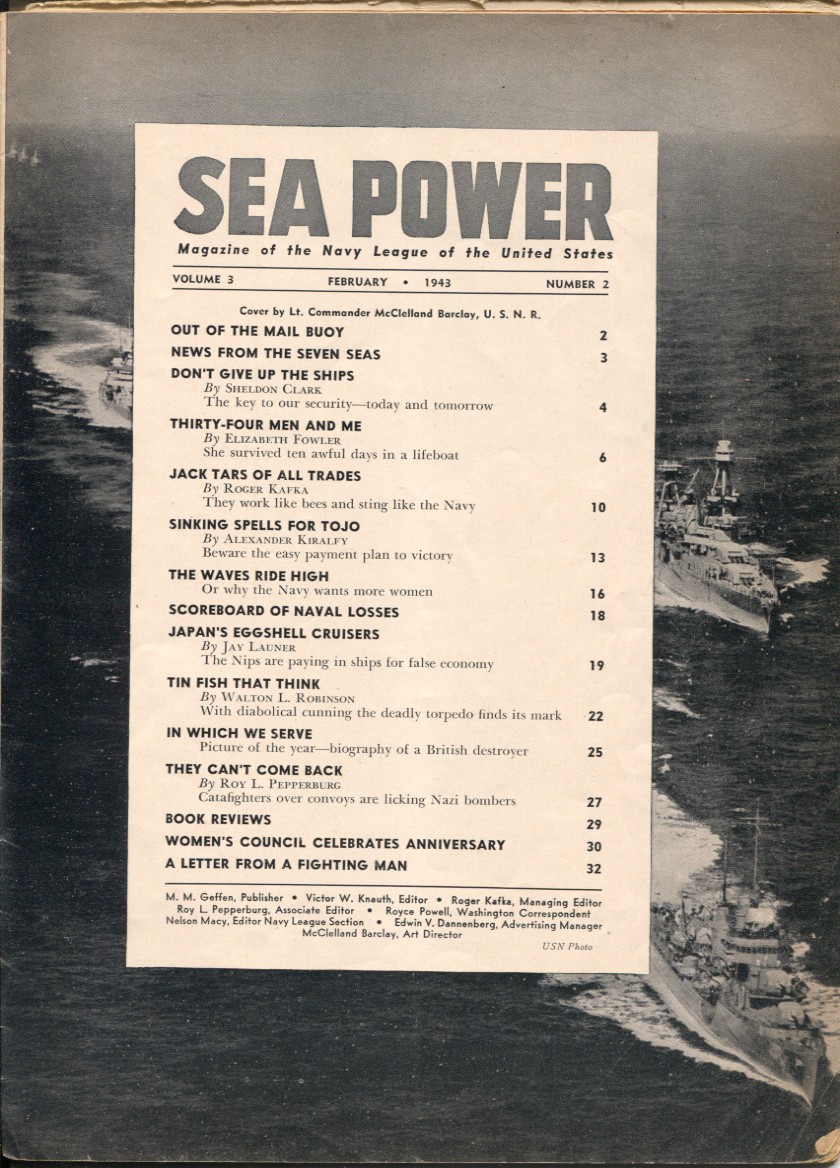 SEA POWER
Magazine of the Navy League of the United States
VOLUME 3 FEBRUARY • 1943 NUMBER 2
Cover by Lt. Commander McClelland Barclay, U. S. N. R.
OUT OF THE MAIL BUOY 2
NEWS FROM THE SEVEN SEAS 3
DON'T GIVE UP THE SHIPS
By SHELDON CLARK
The key to our security—today and tomorrow 4
THIRTY-FOUR MEN AND ME
By ELIZABETH FOWLER
She survived ten awful days in a lifeboat 6
JACK TARS OF ALL TRADES
By ROGER KAFKA
They work like bees and sting like the Navy 10
SINKING SPELLS FOR TOJO
By ALEXANDER KIRALFY
Beware the easy payment plan to victory 13
THE WAVES RIDE HIGH
Or why the Navy wants more women 16
SCOREBOARD OF NAVAL LOSSES 18
JAPAN'S EGGSHELL CRUISERS
By JAY LAUNER
The Nips are paying in ships for false economy 19
TIN FISH THAT THINK
By WALTON L. ROBINSON
With diabolical cunning the deadly torpedo finds its mark 22
IN WHICH WE SERVE
Picture of the year—biography of a British destroyer 25
THEY CAN'T COME BACK
By ROY L. PEPPERBURG
Catafighters over convoys are licking Nazi bombers 27
BOOK REVIEWS 29
WOMEN'S COUNCIL CELEBRATES ANNIVERSARY 30
A LETTER FROM A FIGHTING MAN 32
M. M. Geffen, Publisher • Victor W. Knauth, Editor • Roger Kafka, Managing Editor
Roy L. Pepperburg, Associate Editor • Royce Powell, Washington Correspondent
Nelson Macy, Editor Navy League Section • Edwin V. Dannenberg, Advertising Manager
McClelland Barclay, Art Director
USN Photo